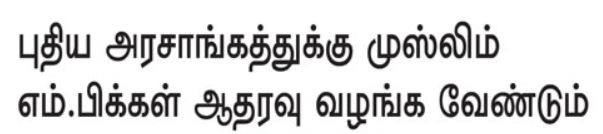 புதிய அரசாங்கத்துக்கு முஸ்லிம்
எம்.பிக்கள் ஆதரவு வழங்க வேண்டும்